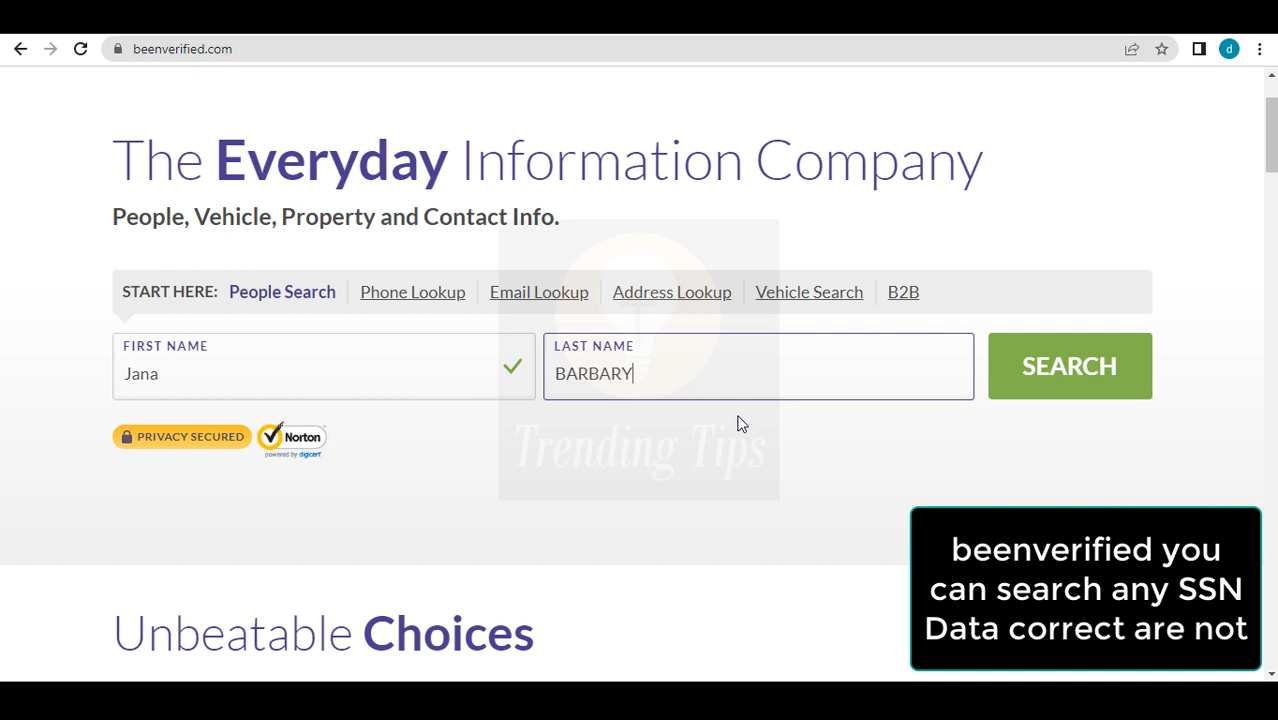 beenverified.com
d
The Everyday Information Company
People, Vehicle, Property and Contact Info.
START HERE: People Search Phone Lookup Email Lookup Address Lookup Vehicle Search B2B
FIRST NAME
Jana
LAST NAME
BARBARY
SEARCH
PRIVACY SECURED
Norton
powered by digicert
Trending Tips
beenverified you
can search any SSN
Data correct are not
Unbeatable Choices